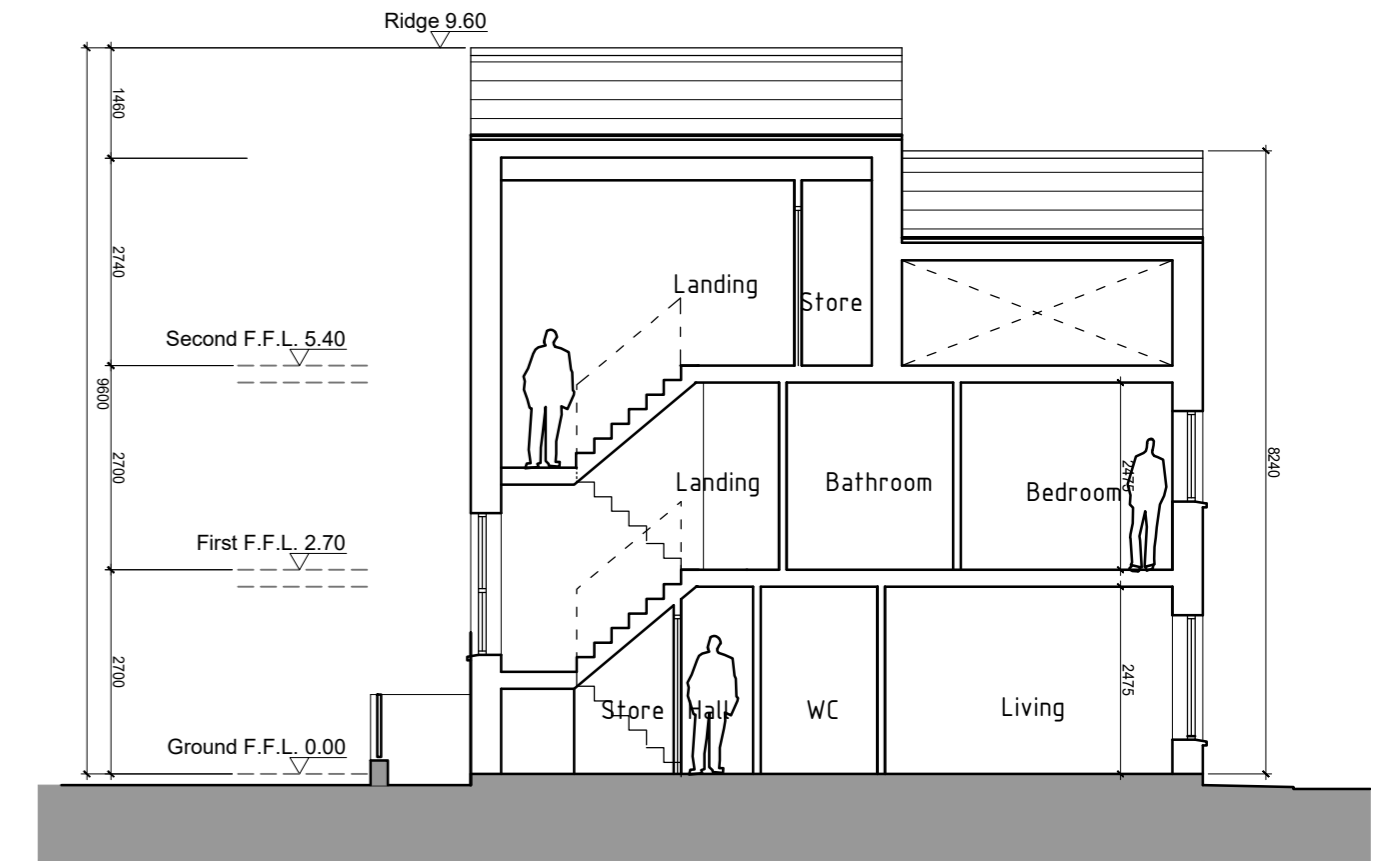 Ridge 9.60
1460
2740
Landing
Store
Second F.F.L. 5.40
9600
2700
Landing
Bathroom
Bedroom
2475
8240
First F.F.L. 2.70
2700
Store
Hall
WC
Living
2475
Ground F.F.L. 0.00